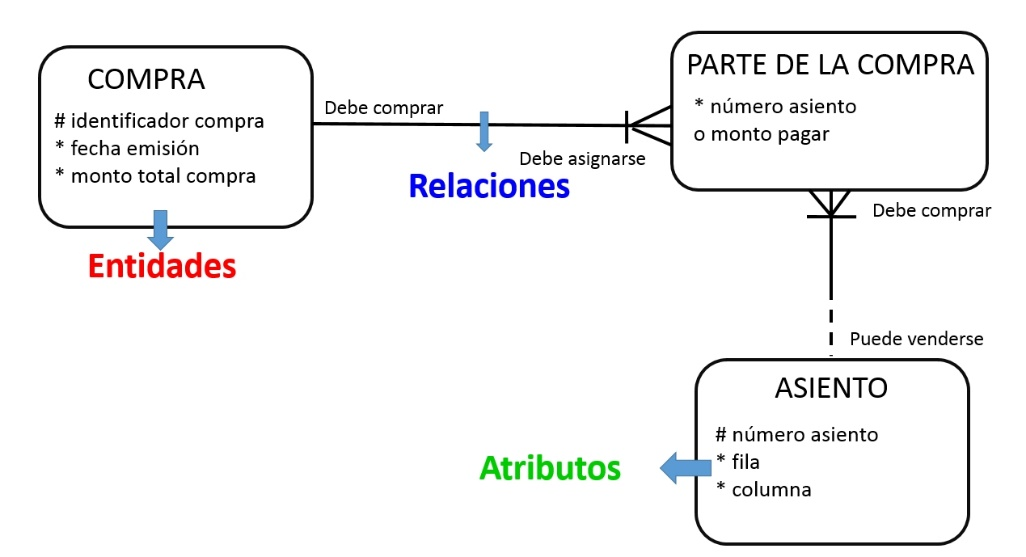 COMPRA
# identificador compra
* fecha emisión
* monto total compra
Entidades
Debe comprar
Debe asignarse
Relaciones
PARTE DE LA COMPRA
* número asiento
o monto pagar
Debe comprar
Puede venderse
ASIENTO
# número asiento
* fila
* columna
Atributos